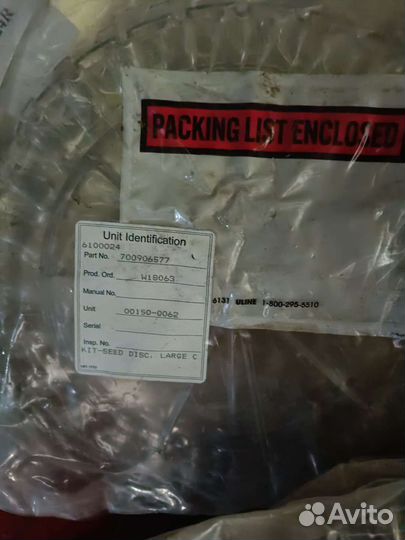 PACKING LIST ENCLOSED
Unit Identification
6100024
Part No. 700906577
Prod. Ord. W18063
Manual No.
Unit 00150-0062
Serial
Insp. No.
KIT-SEED DISC, LARGE C
6131 ULINE 1-800-295-5510
Avito